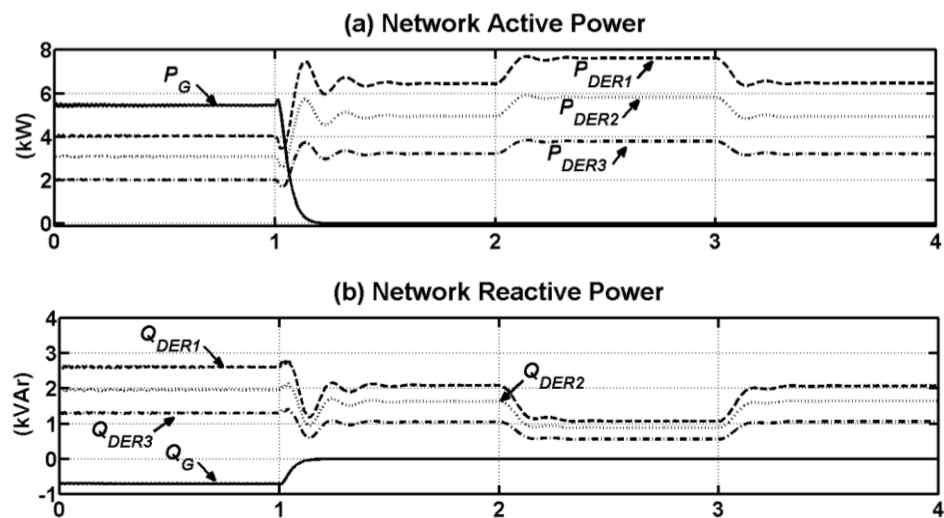 (a) Network Active Power
8
6
4
2
0
(kW)
P_G
P_DER1
P_DER2
P_DER3
0 1 2 3 4
(b) Network Reactive Power
4
3
2
1
0
-1
(kVAr)
Q_DER1
Q_DER2
Q_DER3
Q_G
0 1 2 3 4